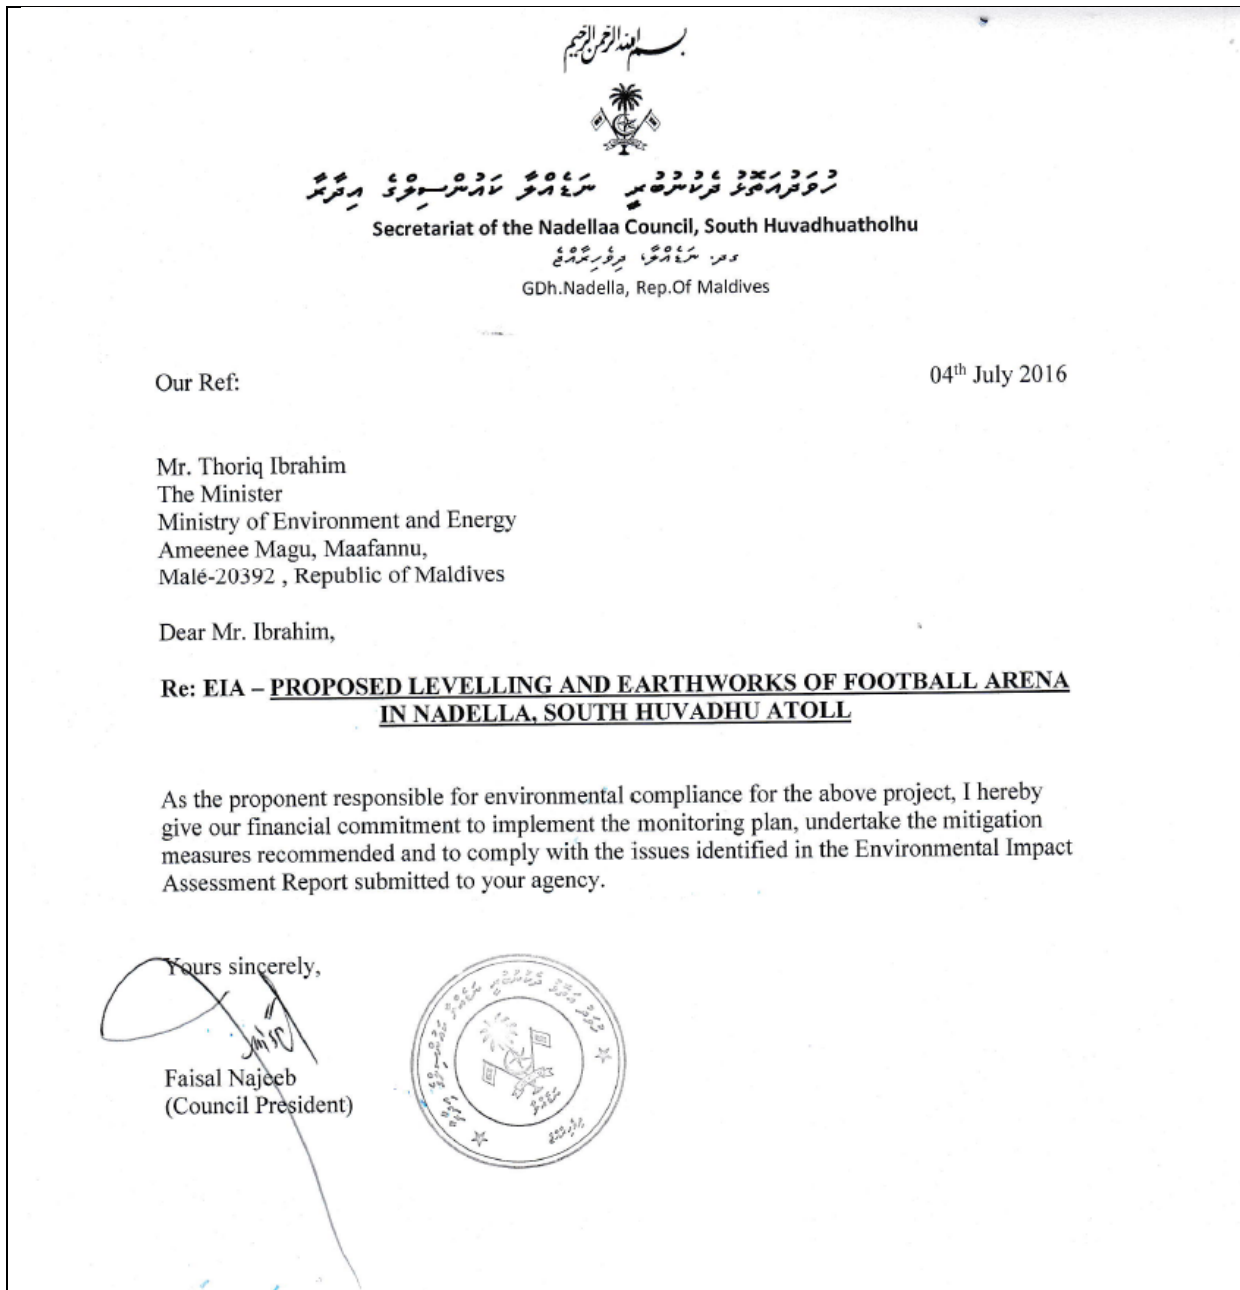 بسم الله الرحمن الرحيم
ހުވަދުއަތޮޅު ދެކުނުބުރީ ނަޑެއްލާ ކައުންސިލްގެ އިދާރާ
Secretariat of the Nadellaa Council, South Huvadhuatholhu
ގދ. ނަޑެއްލާ، ދިވެހިރާއްޖެ
GDh.Nadella, Rep.Of Maldives
Our Ref:
04th July 2016
Mr. Thoriq Ibrahim
The Minister
Ministry of Environment and Energy
Ameenee Magu, Maafannu,
Malé-20392 , Republic of Maldives
Dear Mr. Ibrahim,
Re: EIA – PROPOSED LEVELLING AND EARTHWORKS OF FOOTBALL ARENA
IN NADELLA, SOUTH HUVADHU ATOLL
As the proponent responsible for environmental compliance for the above project, I hereby
give our financial commitment to implement the monitoring plan, undertake the mitigation
measures recommended and to comply with the issues identified in the Environmental Impact
Assessment Report submitted to your agency.
Yours sincerely,
Faisal Najeeb
(Council President)